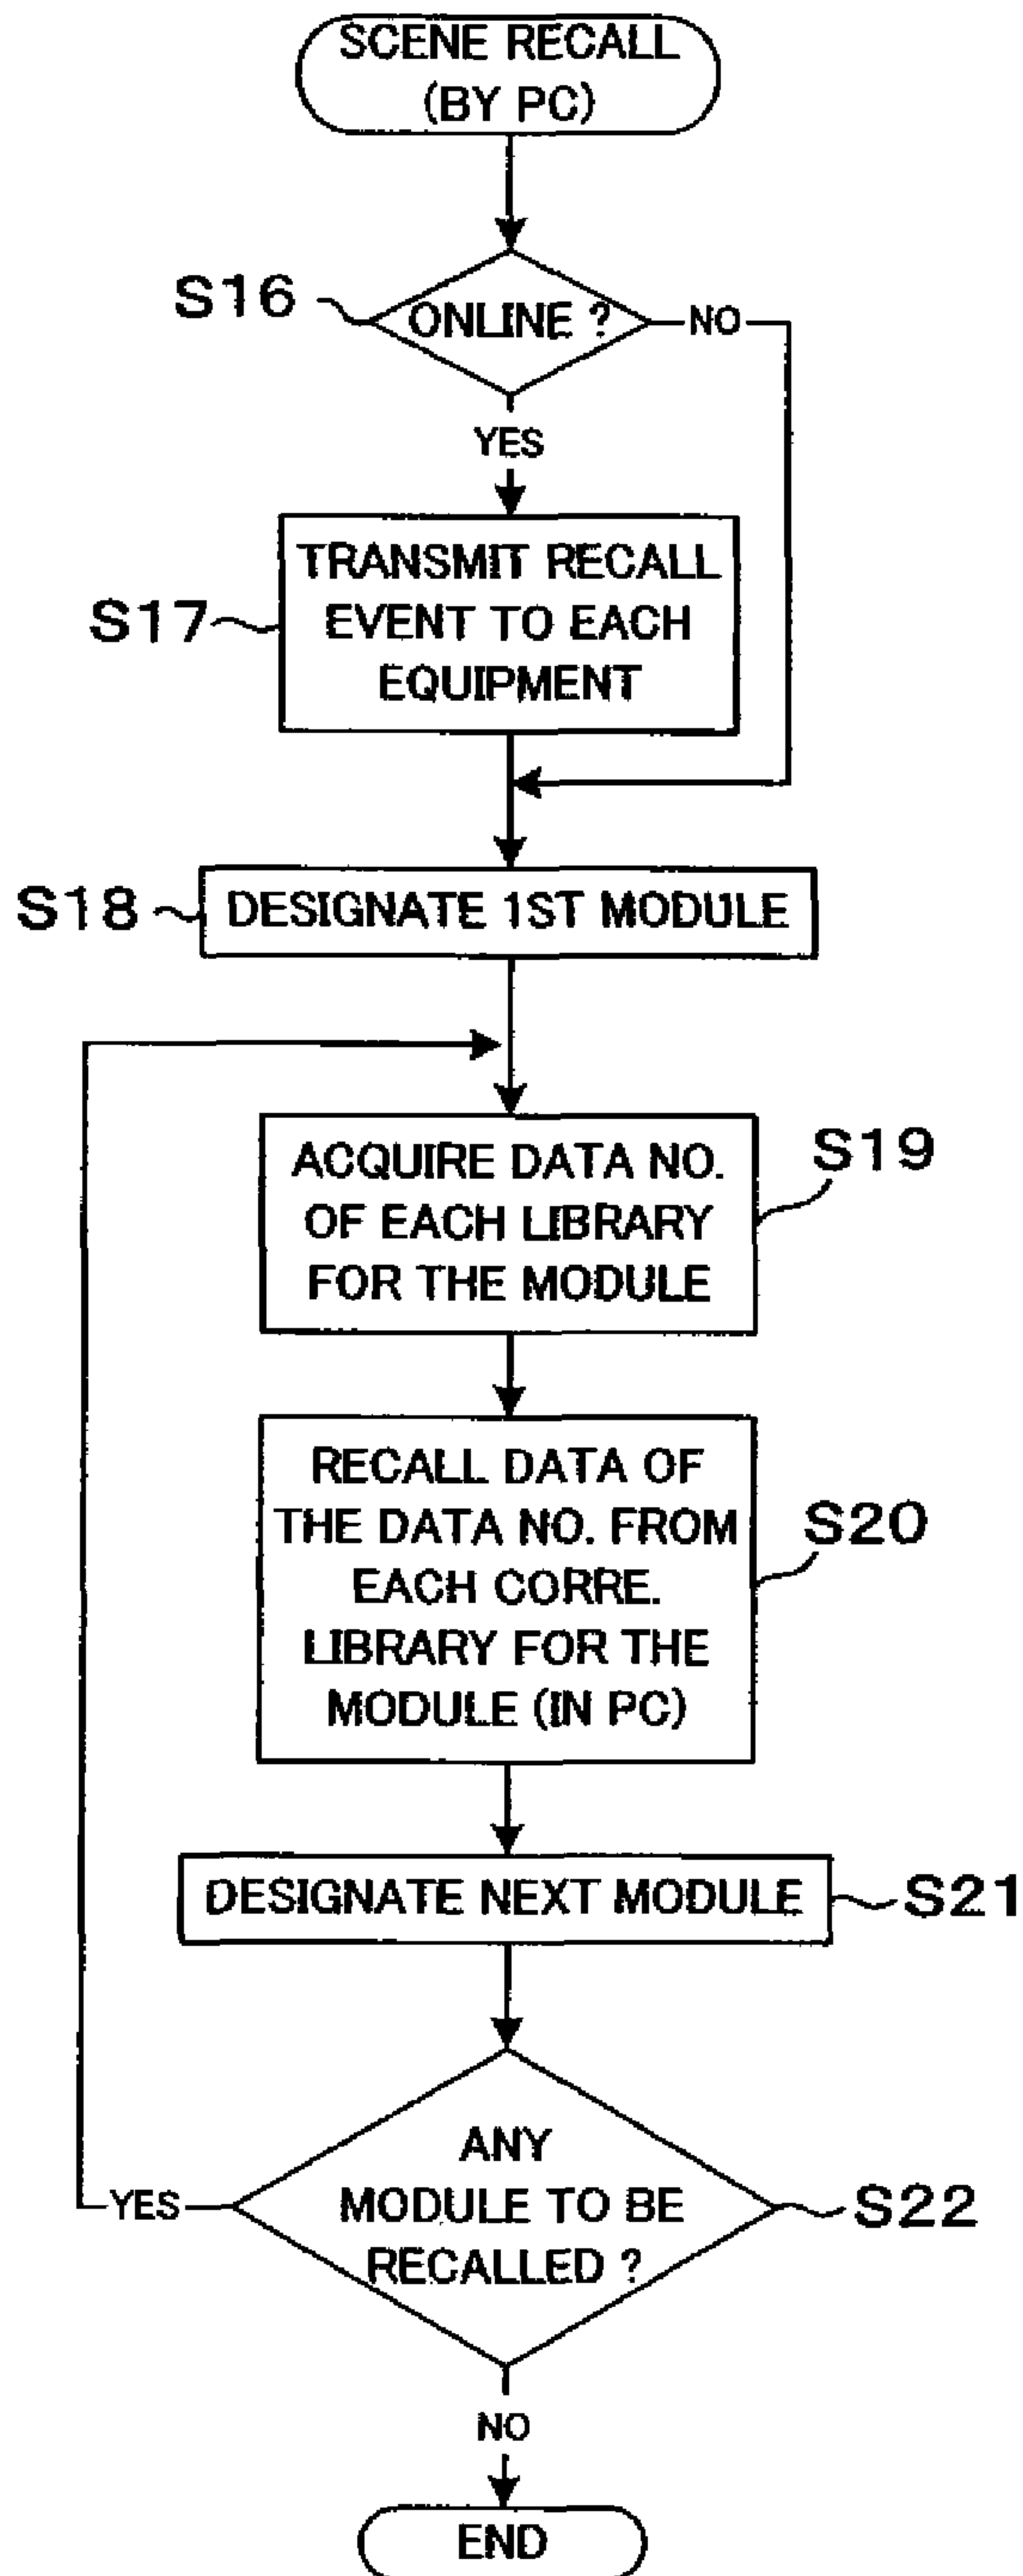 SCENE RECALL
(BY PC)
S16
ONLINE ?
NO
YES
S17
TRANSMIT RECALL
EVENT TO EACH
EQUIPMENT
S18
DESIGNATE 1ST MODULE
S19
ACQUIRE DATA NO.
OF EACH LIBRARY
FOR THE MODULE
S20
RECALL DATA OF
THE DATA NO. FROM
EACH CORRE.
LIBRARY FOR THE
MODULE (IN PC)
DESIGNATE NEXT MODULE
S21
ANY
MODULE TO BE
RECALLED ?
YES
S22
NO
END